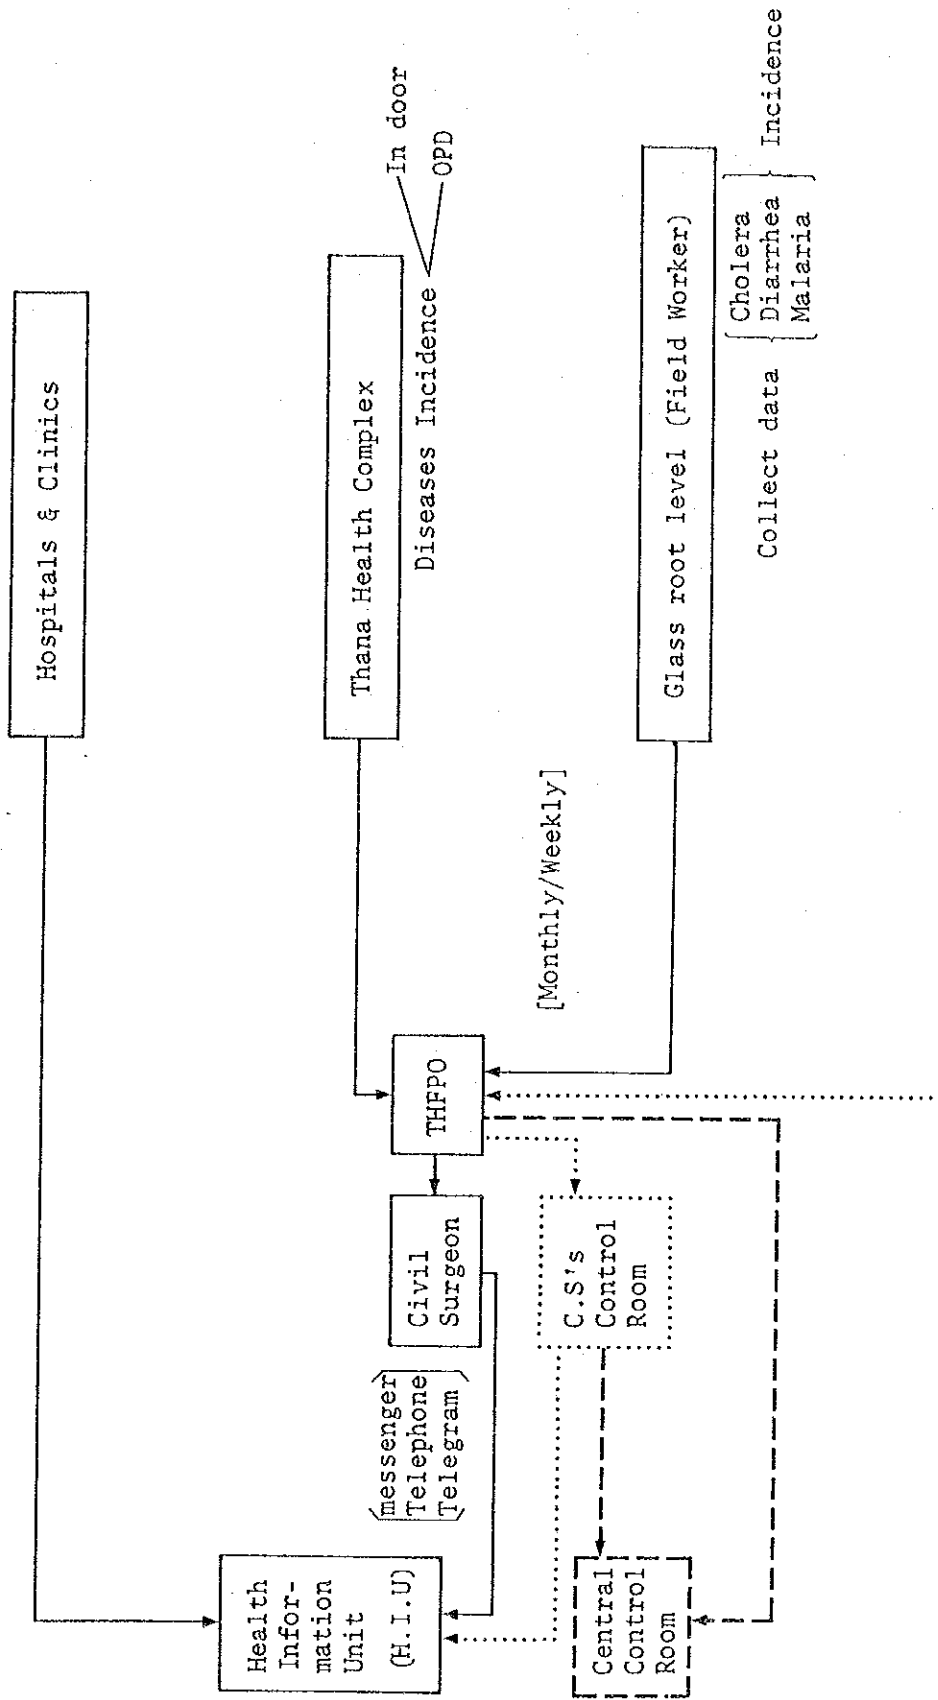 Hospitals & Clinics
Thana Health Complex
Diseases Incidence
In door
OPD
Glass root level (Field Worker)
Collect data
Cholera
Diarrhea
Malaria
Incidence
[Monthly/Weekly]
THFPO
Civil
Surgeon
messenger
Telephone
Telegram
C.S's
Control
Room
Health
Infor-
mation
Unit
(H.I.U)
Central
Control
Room